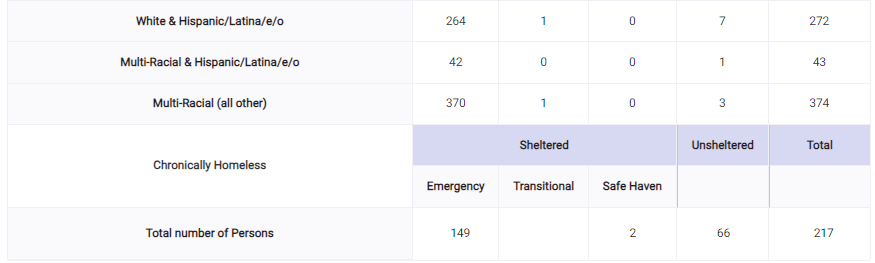 White & Hispanic/Latina/e/o 264 1 0 7 272
Multi-Racial & Hispanic/Latina/e/o 42 0 0 1 43
Multi-Racial (all other) 370 1 0 3 374
Chronically Homeless Sheltered Unsheltered Total
Emergency Transitional Safe Haven
Total number of Persons 149 2 66 217